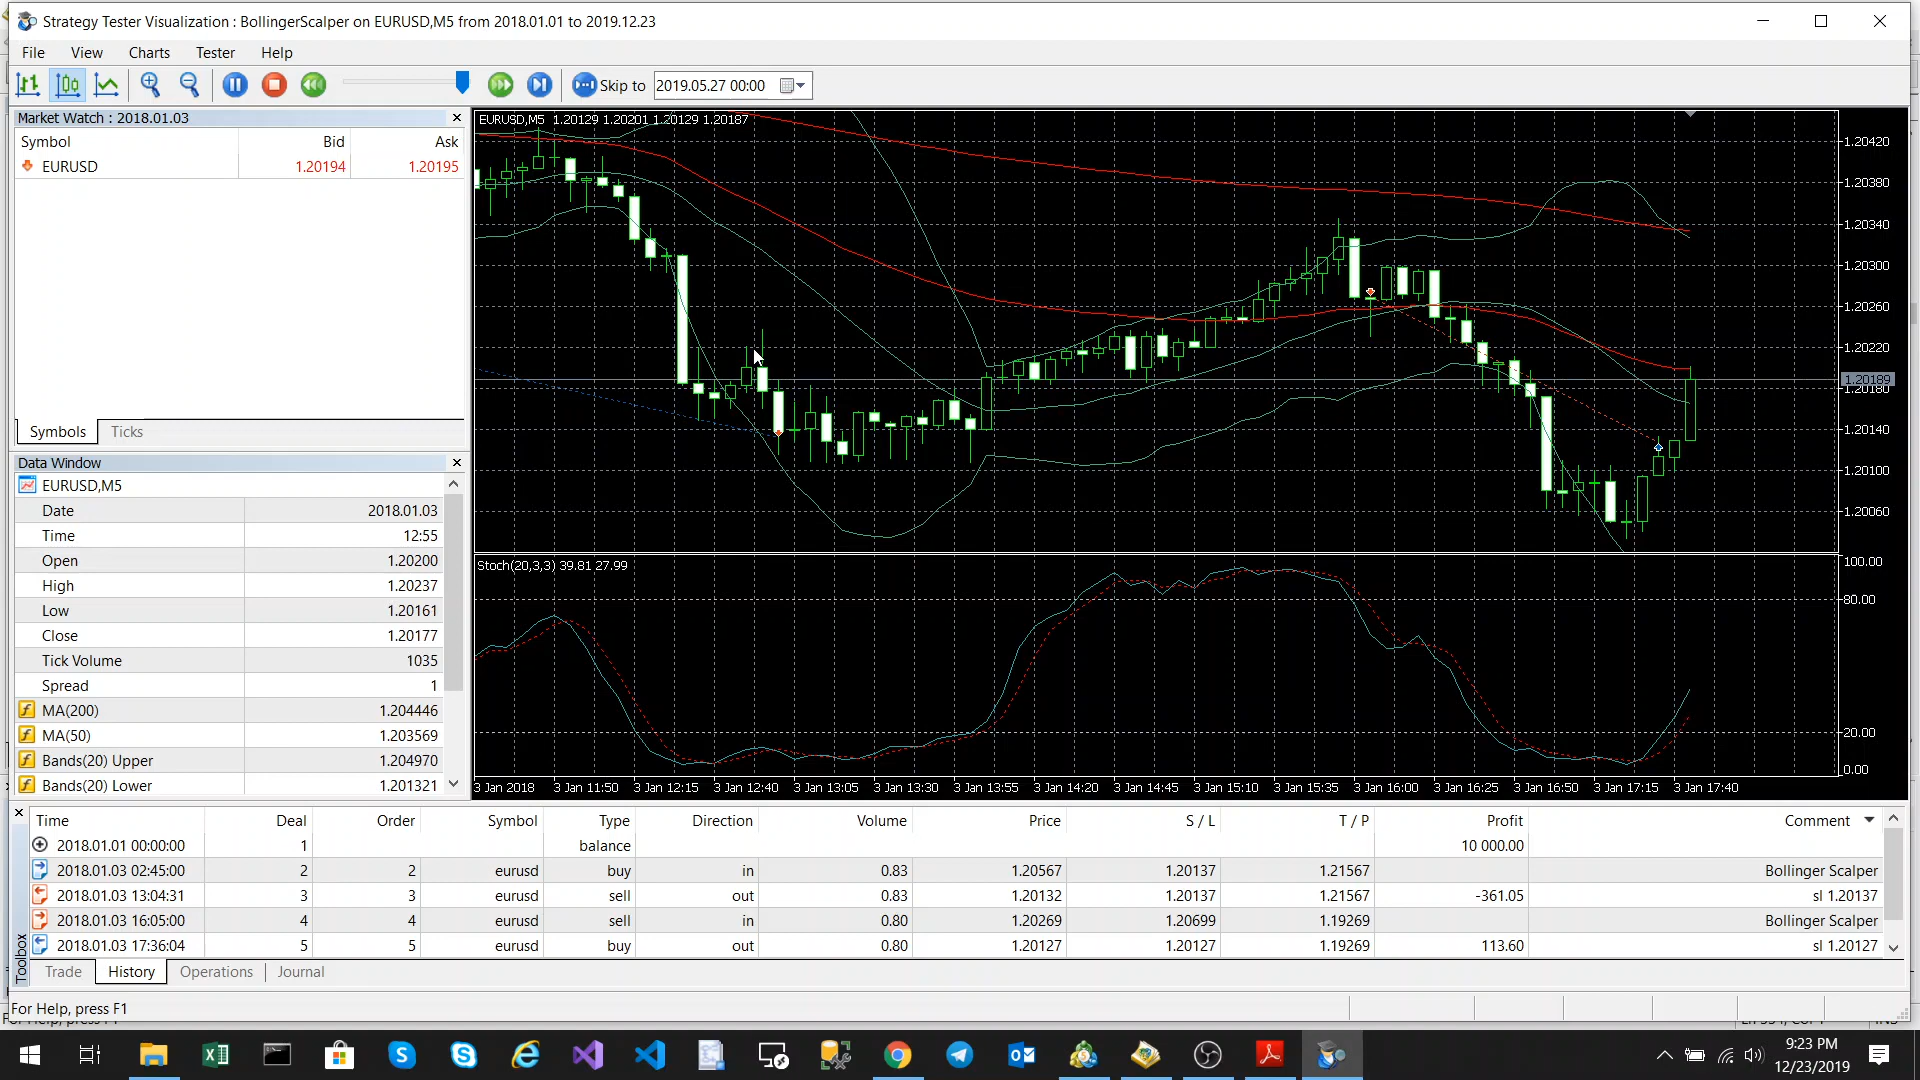 Strategy Tester Visualization : BollingerScalper on EURUSD,M5 from 2018.01.01 to 2019.12.23
File View Charts Tester Help
Skip to 2019.05.27 00:00
Market Watch : 2018.01.03
Symbol Bid Ask
EURUSD 1.20194 1.20195
Symbols Ticks
Data Window
EURUSD,M5
Date 2018.01.03
Time 12:55
Open 1.20200
High 1.20237
Low 1.20161
Close 1.20177
Tick Volume 1035
Spread 1
MA(200) 1.204446
MA(50) 1.203569
Bands(20) Upper 1.204970
Bands(20) Lower 1.201321
EURUSD,M5 1.20129 1.20201 1.20129 1.20187
1.20420
1.20380
1.20340
1.20300
1.20260
1.20220
1.20189
1.20180
1.20140
1.20100
1.20060
Stoch(20,3,3) 39.81 27.99
100.00
80.00
20.00
0.00
3 Jan 2018 3 Jan 11:50 3 Jan 12:15 3 Jan 12:40 3 Jan 13:05 3 Jan 13:30 3 Jan 13:55 3 Jan 14:20 3 Jan 14:45 3 Jan 15:10 3 Jan 15:35 3 Jan 16:00 3 Jan 16:25 3 Jan 16:50 3 Jan 17:15 3 Jan 17:40
Time Deal Order Symbol Type Direction Volume Price S / L T / P Profit Comment
2018.01.01 00:00:00 1 balance 10 000.00
2018.01.03 02:45:00 2 2 eurusd buy in 0.83 1.20567 1.20137 1.21567 Bollinger Scalper
2018.01.03 13:04:31 3 3 eurusd sell out 0.83 1.20132 1.20137 1.21567 -361.05 sl 1.20137
2018.01.03 16:05:00 4 4 eurusd sell in 0.80 1.20269 1.20699 1.19269 Bollinger Scalper
2018.01.03 17:36:04 5 5 eurusd buy out 0.80 1.20127 1.20127 1.19269 113.60 sl 1.20127
Toolbox
Trade History Operations Journal
For Help, press F1
9:23 PM
12/23/2019